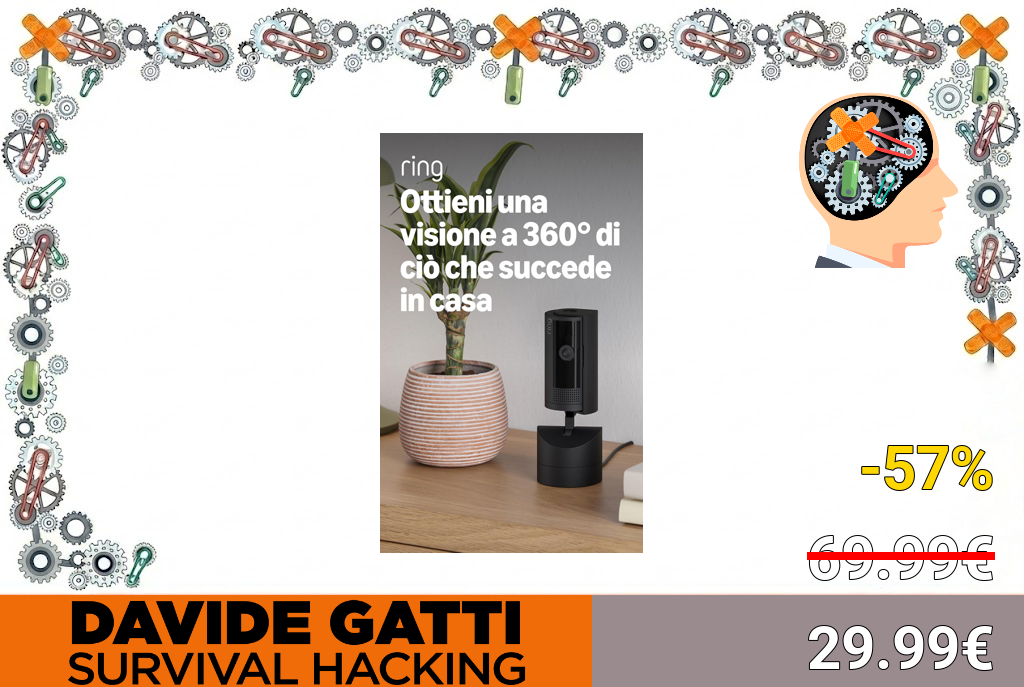 ring
Ottieni una
visione a 360° di
ciò che succede
in casa
ring
-57%
69.99€
29.99€
DAVIDE GATTI
SURVIVAL HACKING